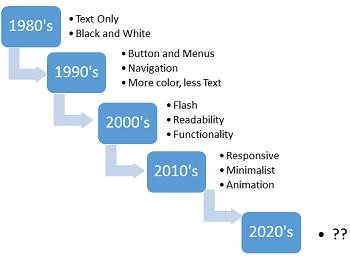 1980's
• Text Only
• Black and White
1990's
• Button and Menus
• Navigation
• More color, less Text
2000's
• Flash
• Readability
• Functionality
2010's
• Responsive
• Minimalist
• Animation
2020's
• ??